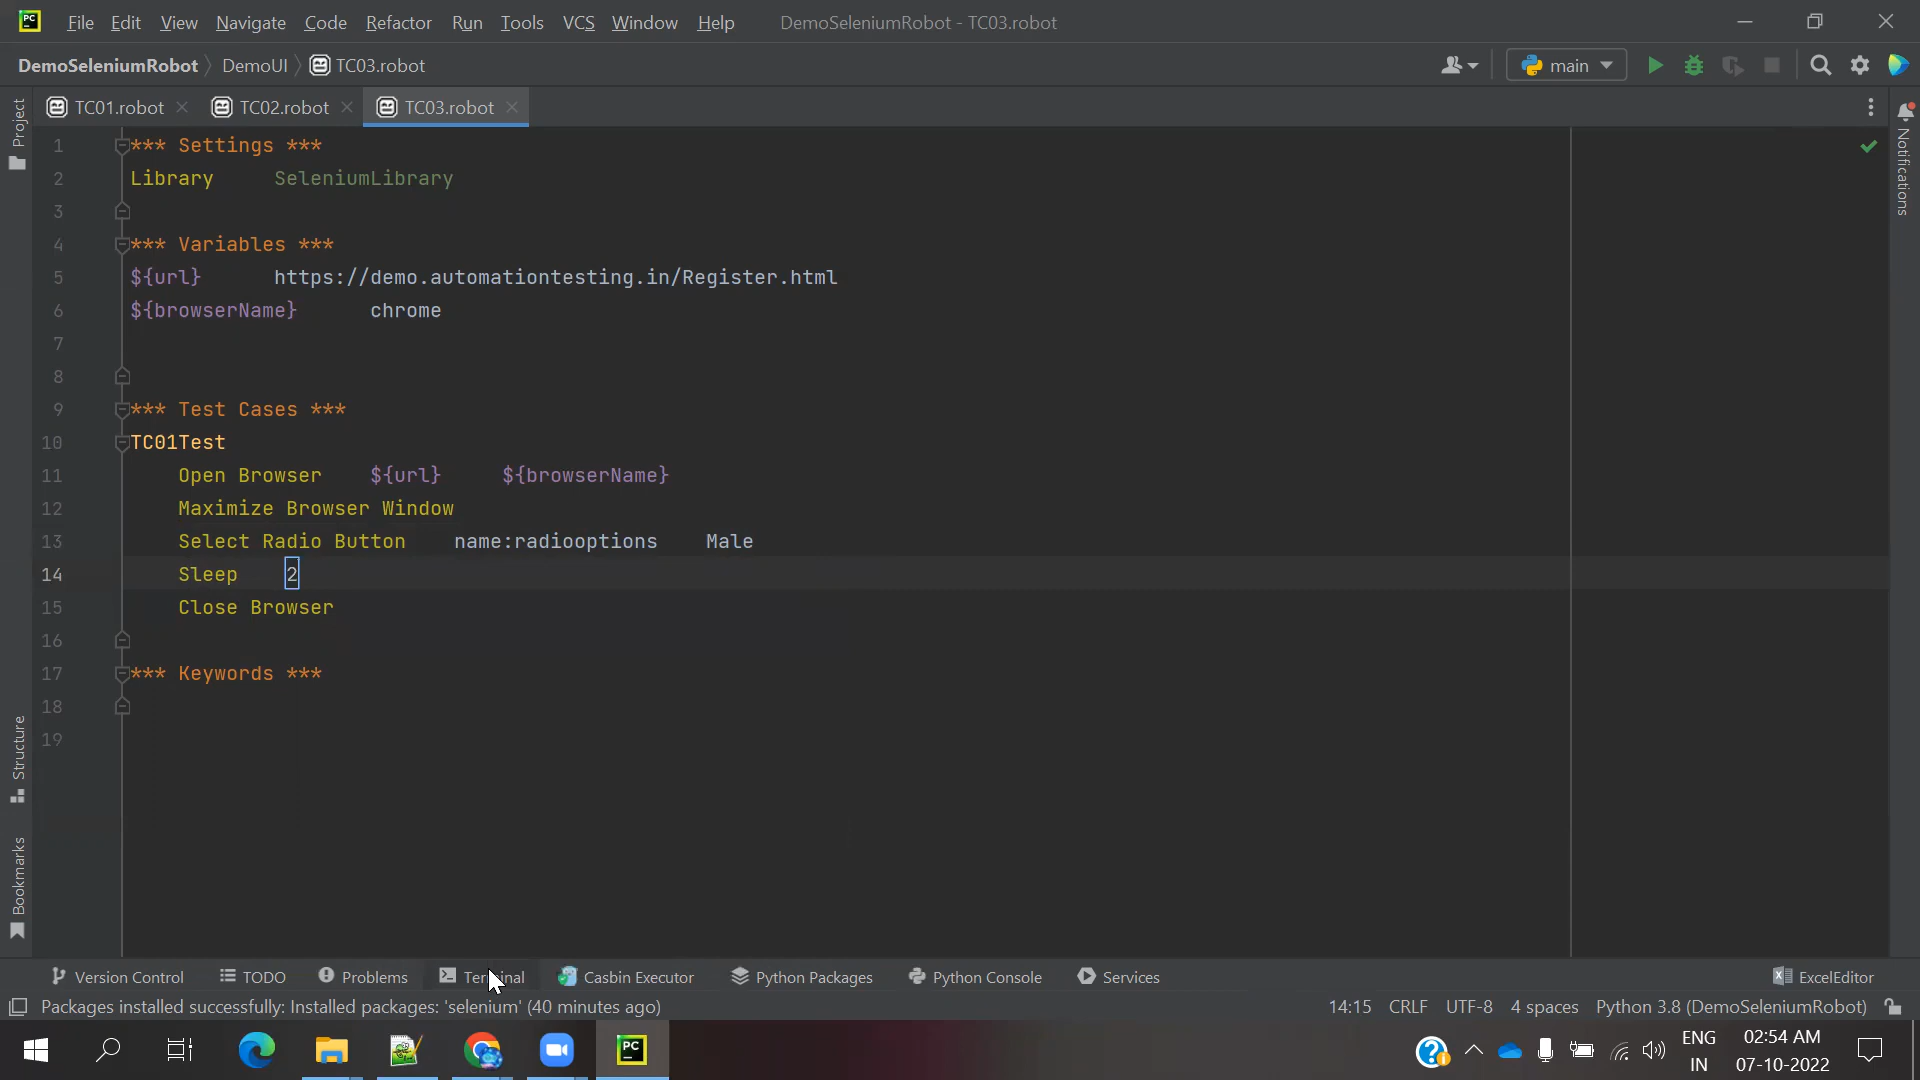 PC File Edit View Navigate Code Refactor Run Tools VCS Window Help DemoSeleniumRobot - TC03.robot
DemoSeleniumRobot DemoUI TC03.robot main
TC01.robot TC02.robot TC03.robot
Project
Structure
Bookmarks
Notifications
1 *** Settings ***
2 Library SeleniumLibrary
3
4 *** Variables ***
5 ${url} https://demo.automationtesting.in/Register.html
6 ${browserName} chrome
7
8
9 *** Test Cases ***
10 TC01Test
11 Open Browser ${url} ${browserName}
12 Maximize Browser Window
13 Select Radio Button name:radiooptions Male
14 Sleep 2
15 Close Browser
16
17 *** Keywords ***
18
19
Version Control TODO Problems Terminal Casbin Executor Python Packages Python Console Services ExcelEditor
Packages installed successfully: Installed packages: 'selenium' (40 minutes ago) 14:15 CRLF UTF-8 4 spaces Python 3.8 (DemoSeleniumRobot)
PC ENG 02:54 AM
IN 07-10-2022